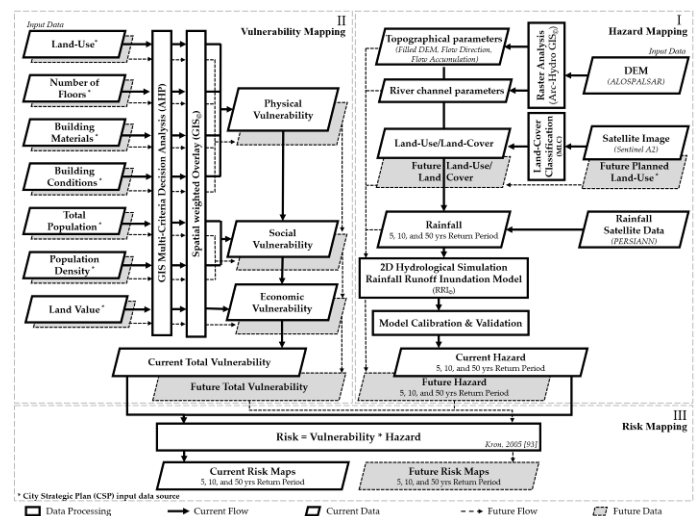 Input Data
II
Vulnerability Mapping
Land-Use*
Number of
Floors*
Building
Materials*
Building
Conditions*
Total
Population*
Population
Density*
Land Value*
GIS Multi-Criteria Decision Analysis (AHP)
Spatial weighted Overlay (GIS©)
Physical
Vulnerability
Social
Vulnerability
Economic
Vulnerability
Current Total Vulnerability
Future Total Vulnerability
I
Hazard Mapping
Input Data
Topographical parameters
(Filled DEM, Flow Direction,
Flow Accumulation)
River channel parameters
Raster Analysis
(Arc-Hydro GIS©)
DEM
(ALOSPALSAR)
Land-Use/Land-Cover
Future Land-Use/
Land Cover
Land-Cover
Classification
(MLC)
Satellite Image
(Sentinel A2)
Future Planned
Land-Use*
Rainfall
5, 10, and 50 yrs Return Period
Rainfall
Satellite Data
(PERSIANN)
2D Hydrological Simulation
Rainfall Runoff Inundation Model
(RRI©)
Model Calibration & Validation
Current Hazard
5, 10, and 50 yrs Return Period
Future Hazard
5, 10, and 50 yrs Return Period
III
Risk Mapping
Risk = Vulnerability * Hazard
Kron, 2005 [93]
Current Risk Maps
5, 10, and 50 yrs Return Period
Future Risk Maps
5, 10, and 50 yrs Return Period
* City Strategic Plan (CSP) input data source
Data Processing
Current Flow
Current Data
Future Flow
Future Data